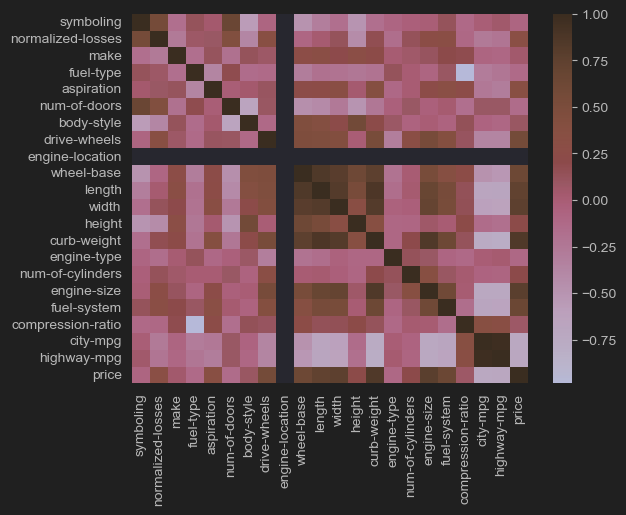 symboling
normalized-losses
make
fuel-type
aspiration
num-of-doors
body-style
drive-wheels
engine-location
wheel-base
length
width
height
curb-weight
engine-type
num-of-cylinders
engine-size
fuel-system
compression-ratio
city-mpg
highway-mpg
price
symboling
normalized-losses
make
fuel-type
aspiration
num-of-doors
body-style
drive-wheels
engine-location
wheel-base
length
width
height
curb-weight
engine-type
num-of-cylinders
engine-size
fuel-system
compression-ratio
city-mpg
highway-mpg
price
1.00
0.75
0.50
0.25
0.00
−0.25
−0.50
−0.75